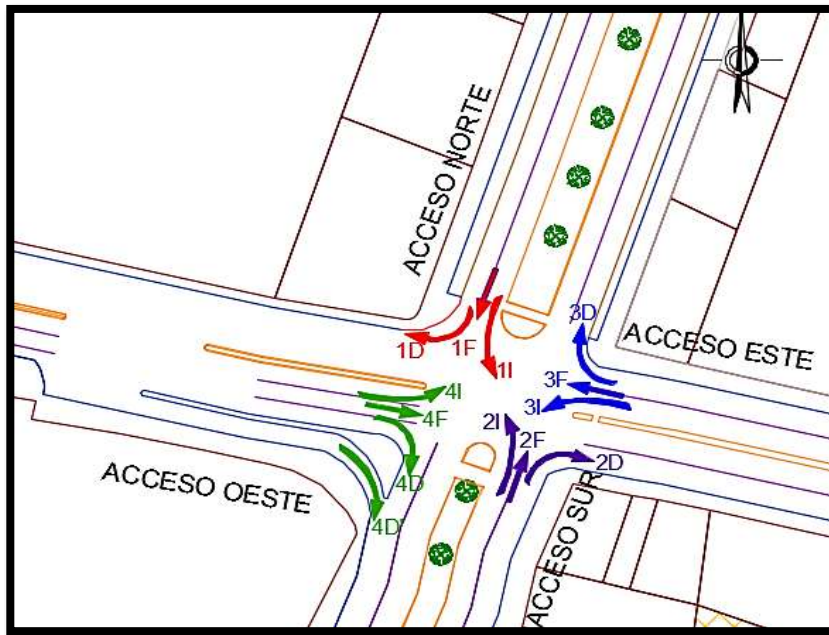 ACCESO NORTE
3D
ACCESO ESTE
1D
1F
1I
3F
3I
4I
4F
2I
2F
2D
4D
ACCESO OESTE
4D'
ACCESO SUR